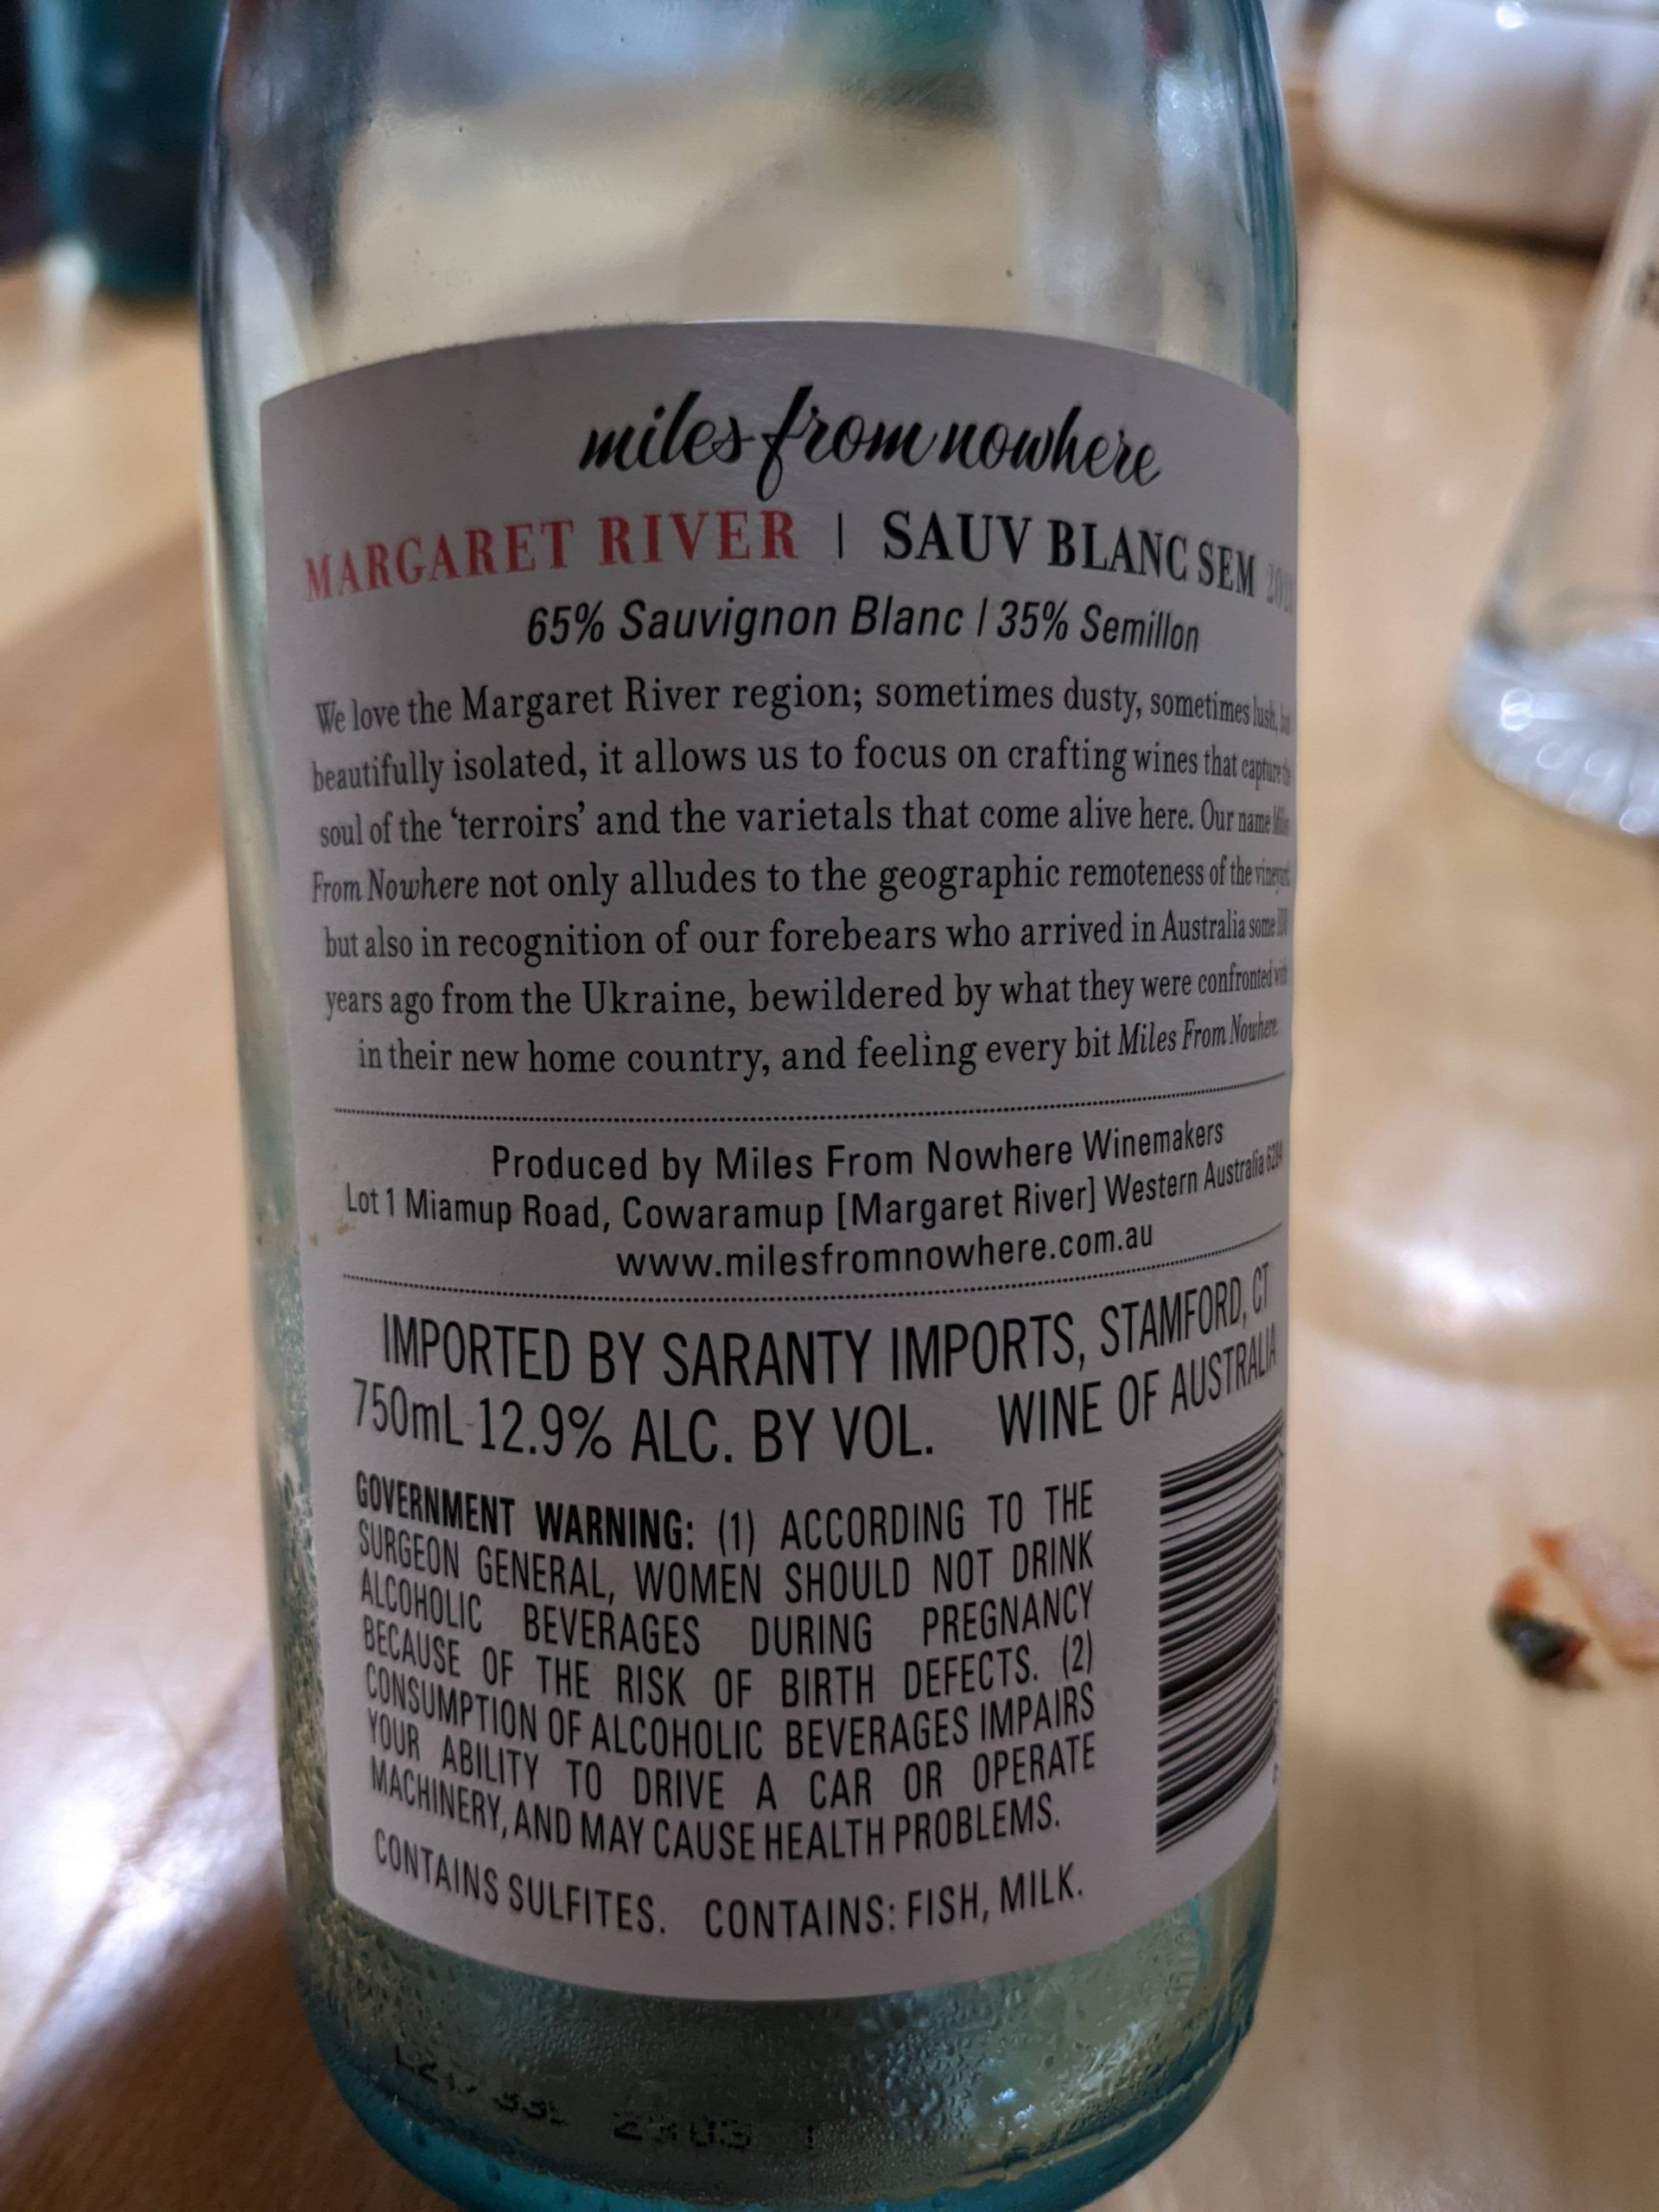 miles from nowhere
MARGARET RIVER | SAUV BLANC SEM
65% Sauvignon Blanc | 35% Semillon
We love the Margaret River region; sometimes dusty, sometimes lush, but
beautifully isolated, it allows us to focus on crafting wines that capture the
soul of the ‘terroirs’ and the varietals that come alive here. Our name Miles
From Nowhere not only alludes to the geographic remoteness of the vineyard,
but also in recognition of our forebears who arrived in Australia some 100
years ago from the Ukraine, bewildered by what they were confronted with
in their new home country, and feeling every bit Miles From Nowhere.
Produced by Miles From Nowhere Winemakers
Lot 1 Miamup Road, Cowaramup [Margaret River] Western Australia 6284
www.milesfromnowhere.com.au
IMPORTED BY SARANTY IMPORTS, STAMFORD, CT
750mL 12.9% ALC. BY VOL. WINE OF AUSTRALIA
GOVERNMENT WARNING: (1) ACCORDING TO THE
SURGEON GENERAL, WOMEN SHOULD NOT DRINK
ALCOHOLIC BEVERAGES DURING PREGNANCY
BECAUSE OF THE RISK OF BIRTH DEFECTS. (2)
CONSUMPTION OF ALCOHOLIC BEVERAGES IMPAIRS
YOUR ABILITY TO DRIVE A CAR OR OPERATE
MACHINERY, AND MAY CAUSE HEALTH PROBLEMS.
CONTAINS SULFITES. CONTAINS: FISH, MILK.